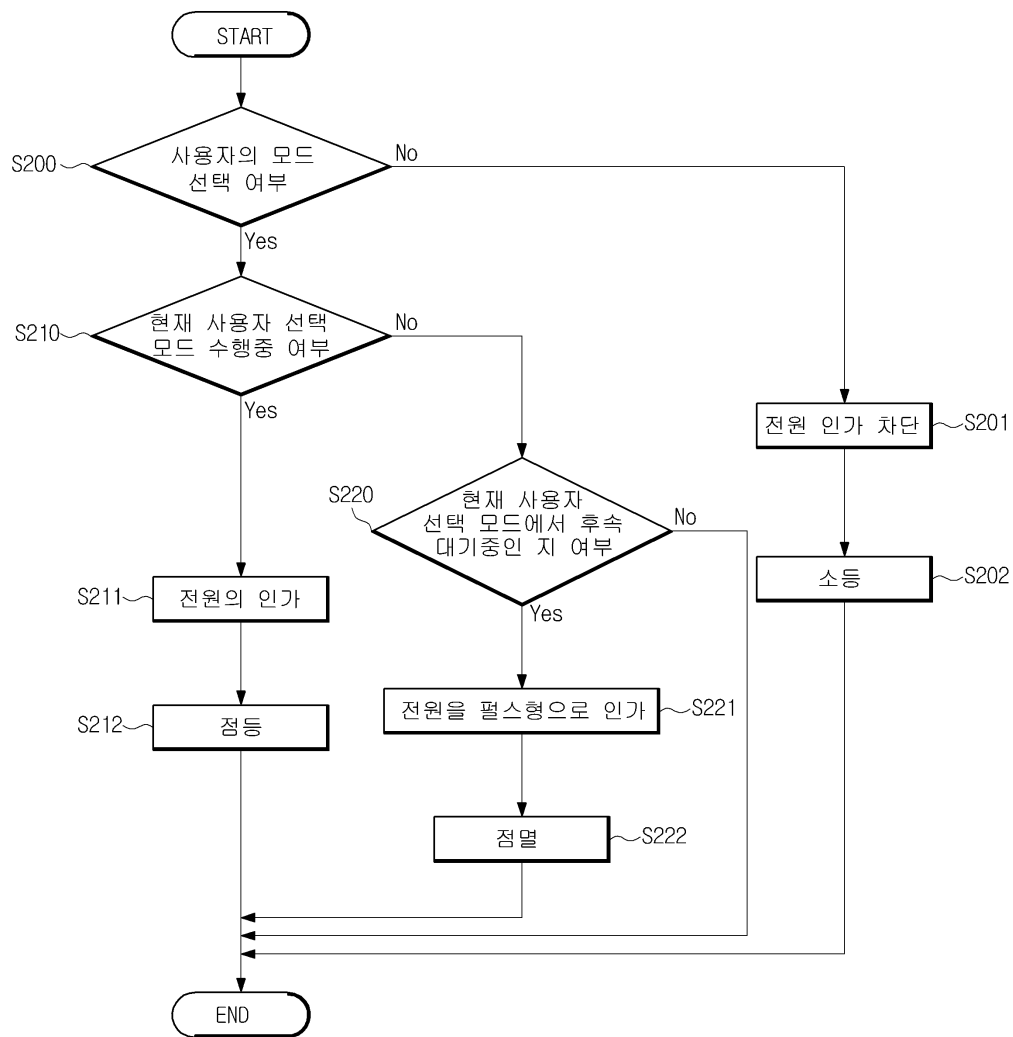 START
S200
사용자의 모드
선택 여부
No
Yes
S210
현재 사용자 선택
모드 수행중 여부
No
Yes
전원 인가 차단
S201
S220
현재 사용자
선택 모드에서 후속
대기중인 지 여부
No
Yes
소등
S202
S211
전원의 인가
전원을 펄스형으로 인가
S221
S212
점등
점멸
S222
END